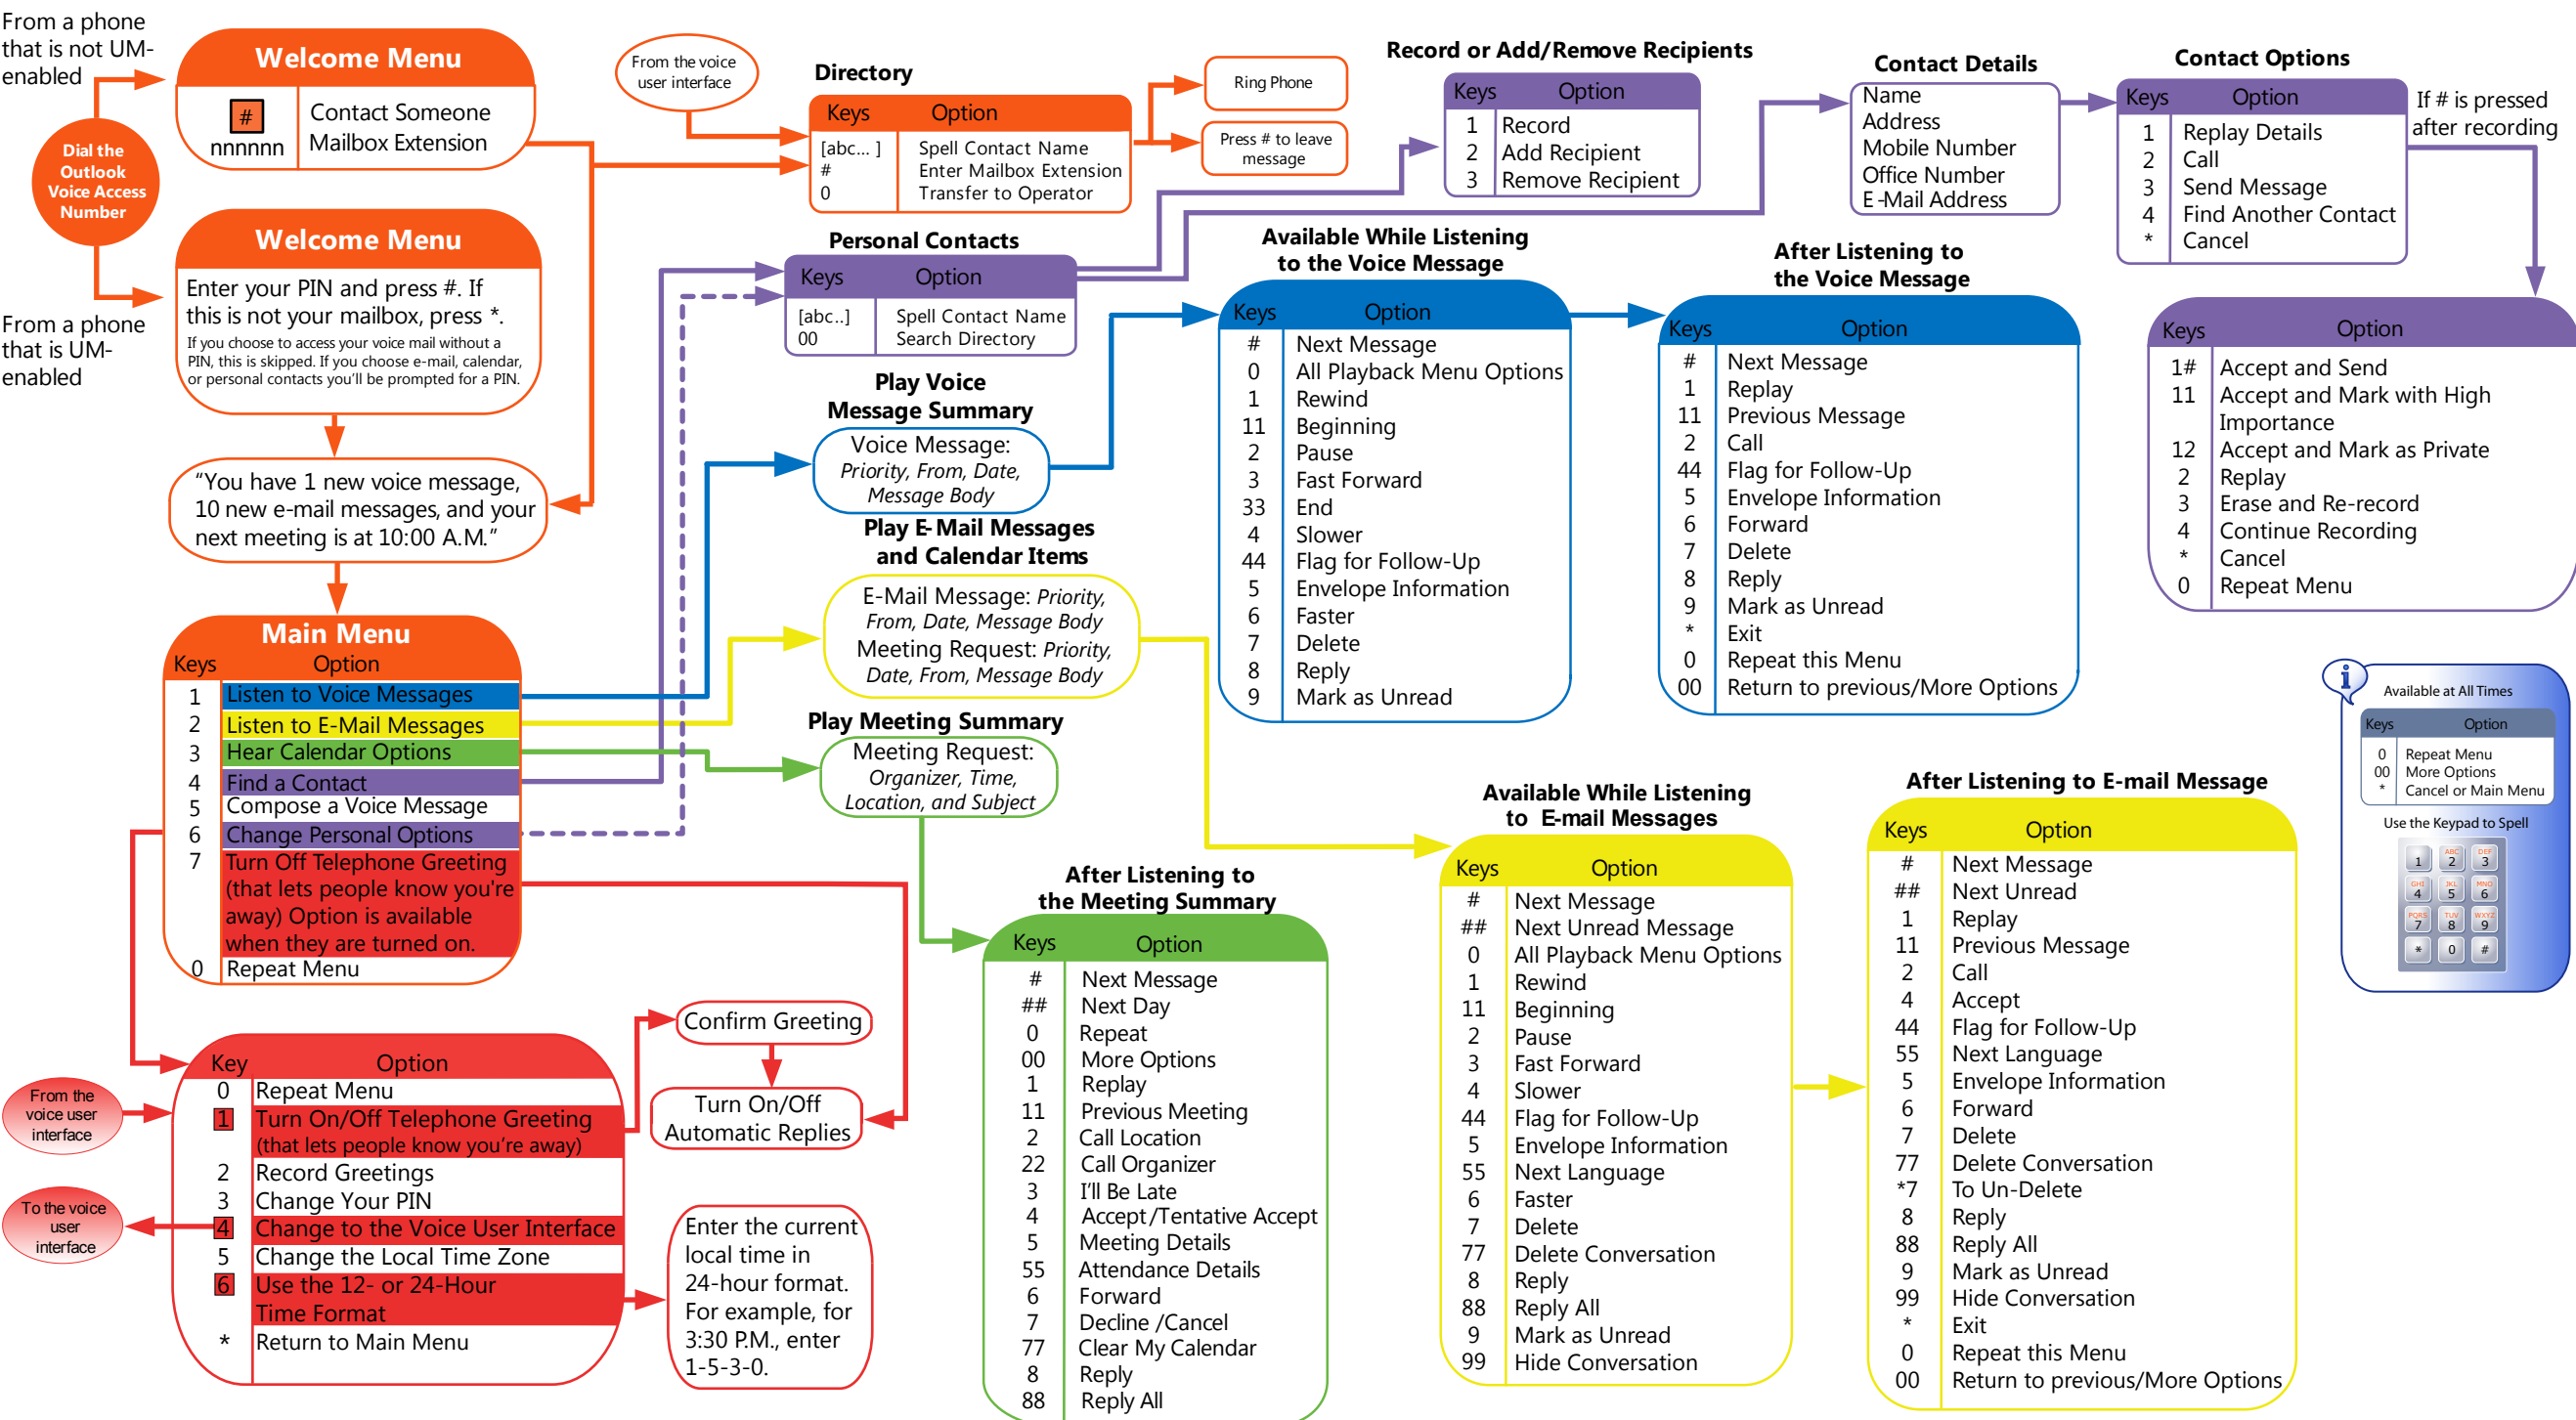 From a phone
that is not UM-
enabled
Dial the
Outlook
Voice Access
Number
From a phone
that is UM-
enabled
Welcome Menu
# Contact Someone
nnnnnn Mailbox Extension
Welcome Menu
Enter your PIN and press #. If
this is not your mailbox, press *.
If you choose to access your voice mail without a
PIN, this is skipped. If you choose e-mail, calendar,
or personal contacts you'll be prompted for a PIN.
"You have 1 new voice message,
10 new e-mail messages, and your
next meeting is at 10:00 A.M."
Main Menu
Keys Option
1 Listen to Voice Messages
2 Listen to E-Mail Messages
3 Hear Calendar Options
4 Find a Contact
5 Compose a Voice Message
6 Change Personal Options
7 Turn Off Telephone Greeting
(that lets people know you're
away) Option is available
when they are turned on.
0 Repeat Menu
From the
voice user
interface
To the voice
user
interface
Key Option
0 Repeat Menu
1 Turn On/Off Telephone Greeting
(that lets people know you're away)
2 Record Greetings
3 Change Your PIN
4 Change to the Voice User Interface
5 Change the Local Time Zone
6 Use the 12- or 24-Hour
Time Format
* Return to Main Menu
Confirm Greeting
Turn On/Off
Automatic Replies
Enter the current
local time in
24-hour format.
For example, for
3:30 P.M., enter
1-5-3-0.
From the voice
user interface
Directory
Keys Option
[abc... ] Spell Contact Name
# Enter Mailbox Extension
0 Transfer to Operator
Ring Phone
Press # to leave
message
Personal Contacts
Keys Option
[abc..] Spell Contact Name
00 Search Directory
Play Voice
Message Summary
Voice Message:
Priority, From, Date,
Message Body
Play E-Mail Messages
and Calendar Items
E-Mail Message: Priority,
From, Date, Message Body
Meeting Request: Priority,
Date, From, Message Body
Play Meeting Summary
Meeting Request:
Organizer, Time,
Location, and Subject
After Listening to
the Meeting Summary
Keys Option
# Next Message
## Next Day
0 Repeat
00 More Options
1 Replay
11 Previous Meeting
2 Call Location
22 Call Organizer
3 I'll Be Late
4 Accept /Tentative Accept
5 Meeting Details
55 Attendance Details
6 Forward
7 Decline /Cancel
77 Clear My Calendar
8 Reply
88 Reply All
Record or Add/Remove Recipients
Keys Option
1 Record
2 Add Recipient
3 Remove Recipient
Contact Details
Name
Address
Mobile Number
Office Number
E-Mail Address
Contact Options
Keys Option
1 Replay Details
2 Call
3 Send Message
4 Find Another Contact
* Cancel
If # is pressed
after recording
Keys Option
1# Accept and Send
11 Accept and Mark with High
Importance
12 Accept and Mark as Private
2 Replay
3 Erase and Re-record
4 Continue Recording
* Cancel
0 Repeat Menu
Available While Listening
to the Voice Message
Keys Option
# Next Message
0 All Playback Menu Options
1 Rewind
11 Beginning
2 Pause
3 Fast Forward
33 End
4 Slower
44 Flag for Follow-Up
5 Envelope Information
6 Faster
7 Delete
8 Reply
9 Mark as Unread
After Listening to
the Voice Message
Keys Option
# Next Message
1 Replay
11 Previous Message
2 Call
44 Flag for Follow-Up
5 Envelope Information
6 Forward
7 Delete
8 Reply
9 Mark as Unread
* Exit
0 Repeat this Menu
00 Return to previous/More Options
Available While Listening
to E-mail Messages
Keys Option
# Next Message
## Next Unread Message
0 All Playback Menu Options
1 Rewind
11 Beginning
2 Pause
3 Fast Forward
4 Slower
44 Flag for Follow-Up
5 Envelope Information
55 Next Language
6 Faster
7 Delete
77 Delete Conversation
8 Reply
88 Reply All
9 Mark as Unread
99 Hide Conversation
After Listening to E-mail Message
Keys Option
# Next Message
## Next Unread
1 Replay
11 Previous Message
2 Call
4 Accept
44 Flag for Follow-Up
55 Next Language
5 Envelope Information
6 Forward
7 Delete
77 Delete Conversation
*7 To Un-Delete
8 Reply
88 Reply All
9 Mark as Unread
99 Hide Conversation
* Exit
0 Repeat this Menu
00 Return to previous/More Options
i
Available at All Times
Keys Option
0 Repeat Menu
00 More Options
* Cancel or Main Menu
Use the Keypad to Spell
ABC DEF
1 2 3
GHI JKL MNO
4 5 6
PQRS TUV WXYZ
7 8 9
* 0 #